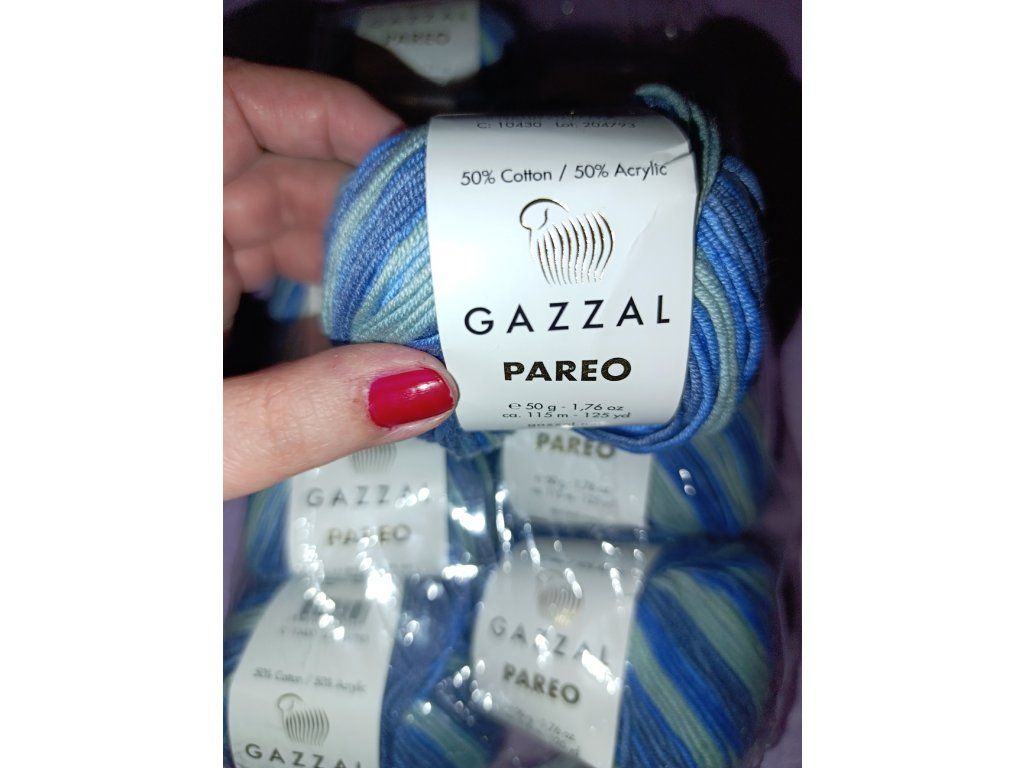 PAREO
C: 10430 Lot: 204793
50% Cotton / 50% Acrylic
GAZZAL
PAREO
℮ 50 g - 1,76 oz
ca. 115 m - 125 yd
PAREO
GAZZAL
PAREO
GAZZAL
PAREO
50% Cotton / 50% Acrylic
GAZZAL